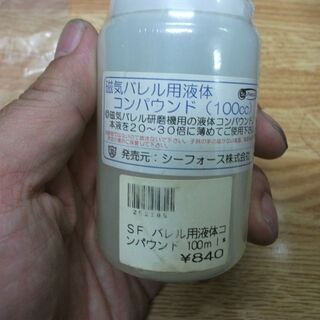 磁気バレル用液体
コンパウンド(100cc)
磁気バレル研磨機用の液体コンパウンド
本液を20～30倍に薄めてご使用下さい
発売元：シーフォース株式会社
SF バレル用液体コ
ンパウンド 100ml
¥840